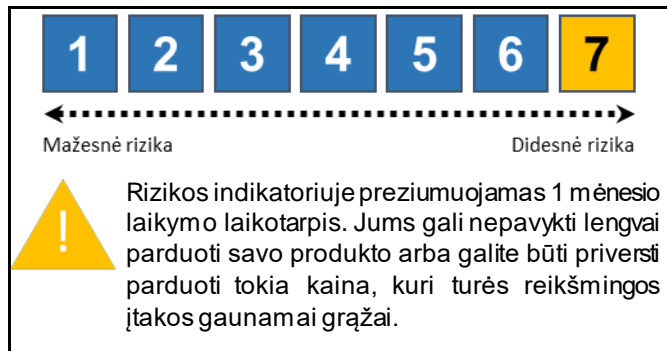 1 2 3 4 5 6 7
Mažesnė rizika Didesnė rizika
!
Rizikos indikatoriuje preziumuojamas 1 mėnesio
laikymo laikotarpis. Jums gali nepavykti lengvai
parduoti savo produkto arba galite būti priversti
parduoti tokia kaina, kuri turės reikšmingos
įtakos gaunamai grąžai.